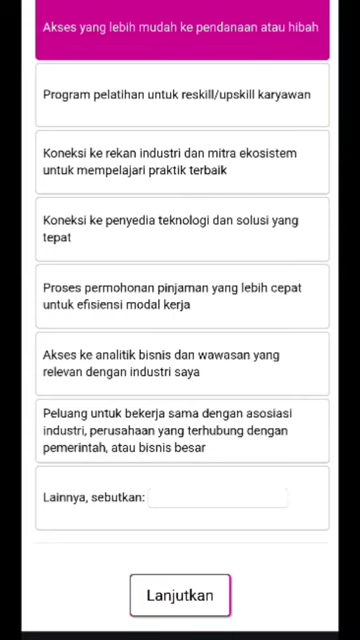 Akses yang lebih mudah ke pendanaan atau hibah
Program pelatihan untuk reskill/upskill karyawan
Koneksi ke rekan industri dan mitra ekosistem
untuk mempelajari praktik terbaik
Koneksi ke penyedia teknologi dan solusi yang
tepat
Proses permohonan pinjaman yang lebih cepat
untuk efisiensi modal kerja
Akses ke analitik bisnis dan wawasan yang
relevan dengan industri saya
Peluang untuk bekerja sama dengan asosiasi
industri, perusahaan yang terhubung dengan
pemerintah, atau bisnis besar
Lainnya, sebutkan:
Lanjutkan